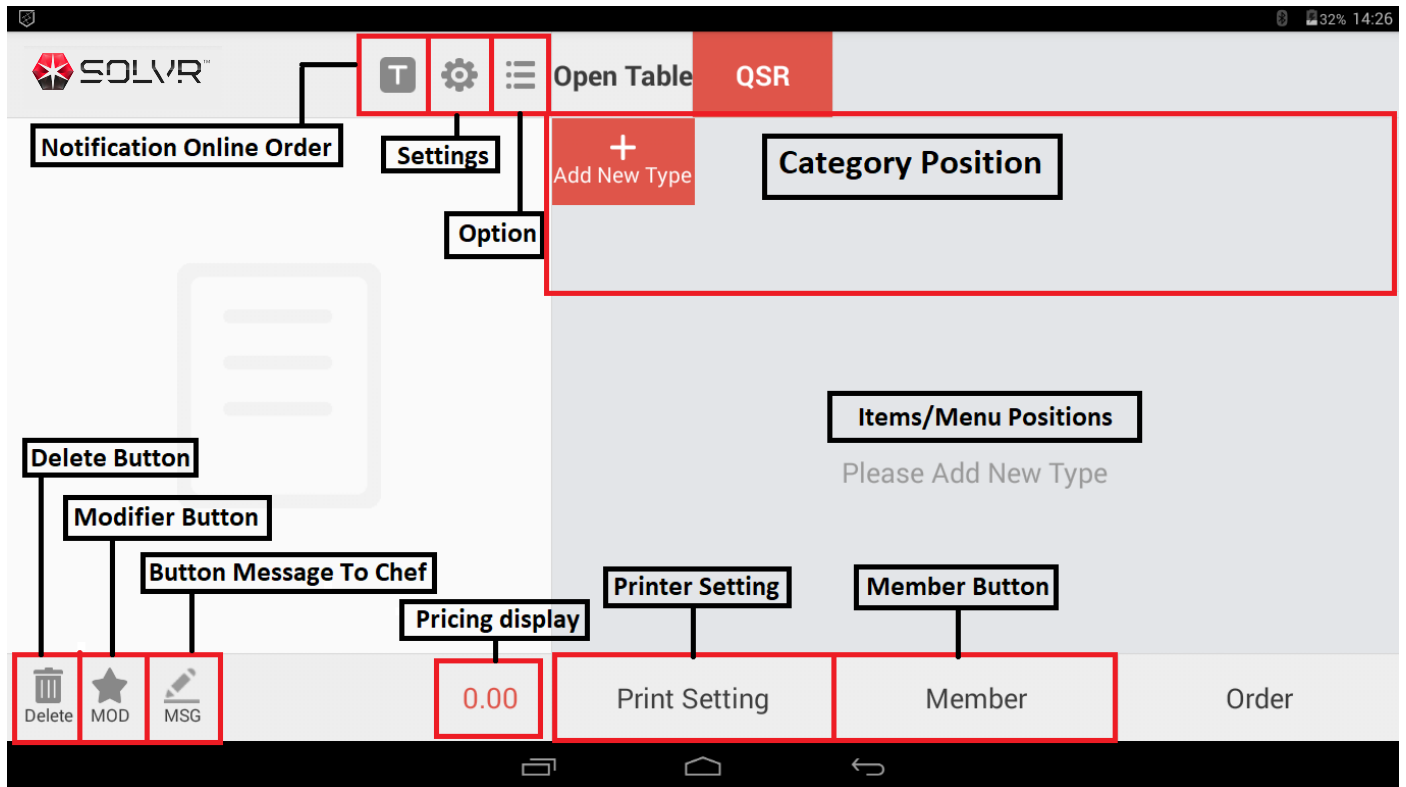 32% 14:26
SOLVR™
T
Open Table
QSR
Notification Online Order
Settings
Option
+
Add New Type
Category Position
Items/Menu Positions
Please Add New Type
Delete Button
Modifier Button
Button Message To Chef
Pricing display
Printer Setting
Member Button
Delete
MOD
MSG
0.00
Print Setting
Member
Order